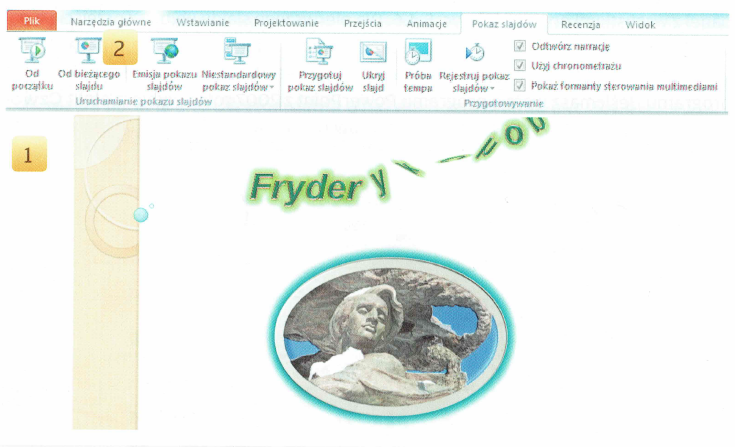 Plik Narzędzia główne Wstawianie Projektowanie Przejścia Animacje Pokaz slajdów Recenzja Widok
Od początku
2
Od bieżącego slajdu
Emisja pokazu slajdów
Niestandardowy pokaz slajdów
Uruchamianie pokazu slajdów
Przygotuj pokaz slajdów
Ukryj slajd
Próba tempa
Rejestruj pokaz slajdów
Odtwórz narrację
Użyj chronometrażu
Pokaż formanty sterowania multimediami
Przygotowywanie
1
Fryder y